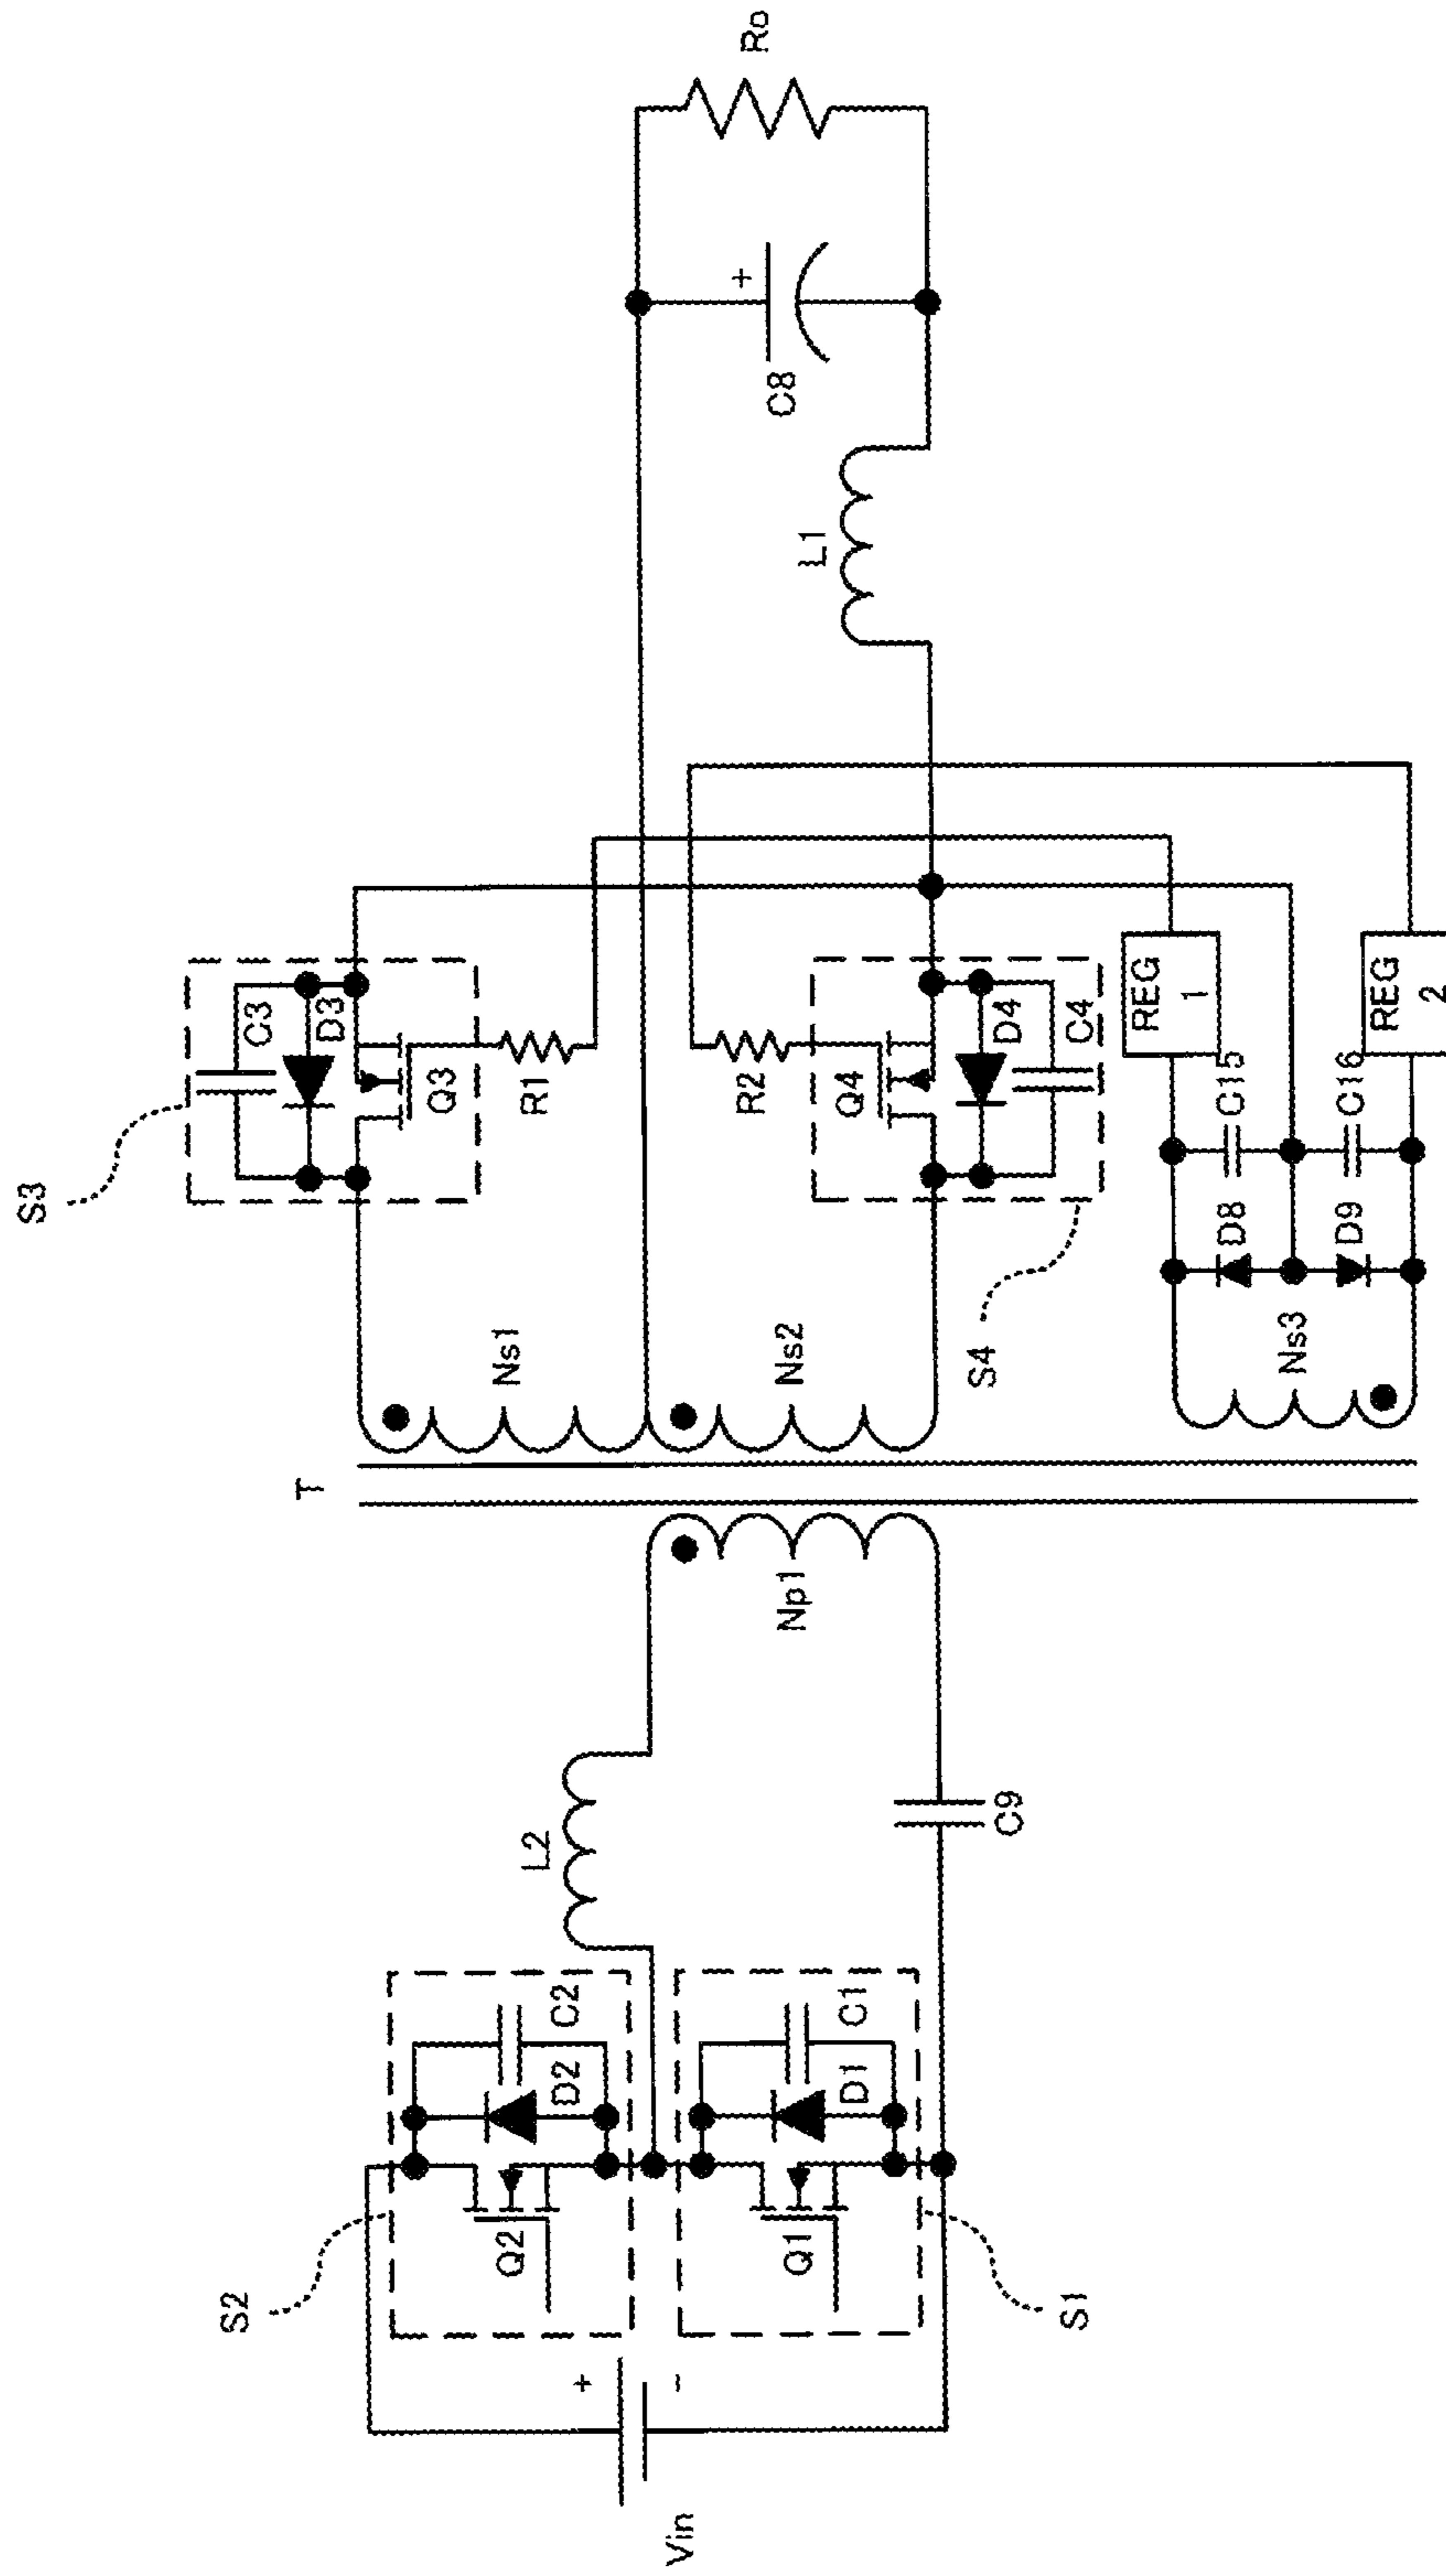 S3
C3
D3
Q3
R1
Ro
C8
+
L1
R2
Q4
D4
C4
S4
REG
1
REG
2
C15
C16
D8
D9
Ns1
Ns2
Ns3
T
Np1
L2
C9
S2
C2
D2
Q2
C1
D1
Q1
S1
Vin
+
-